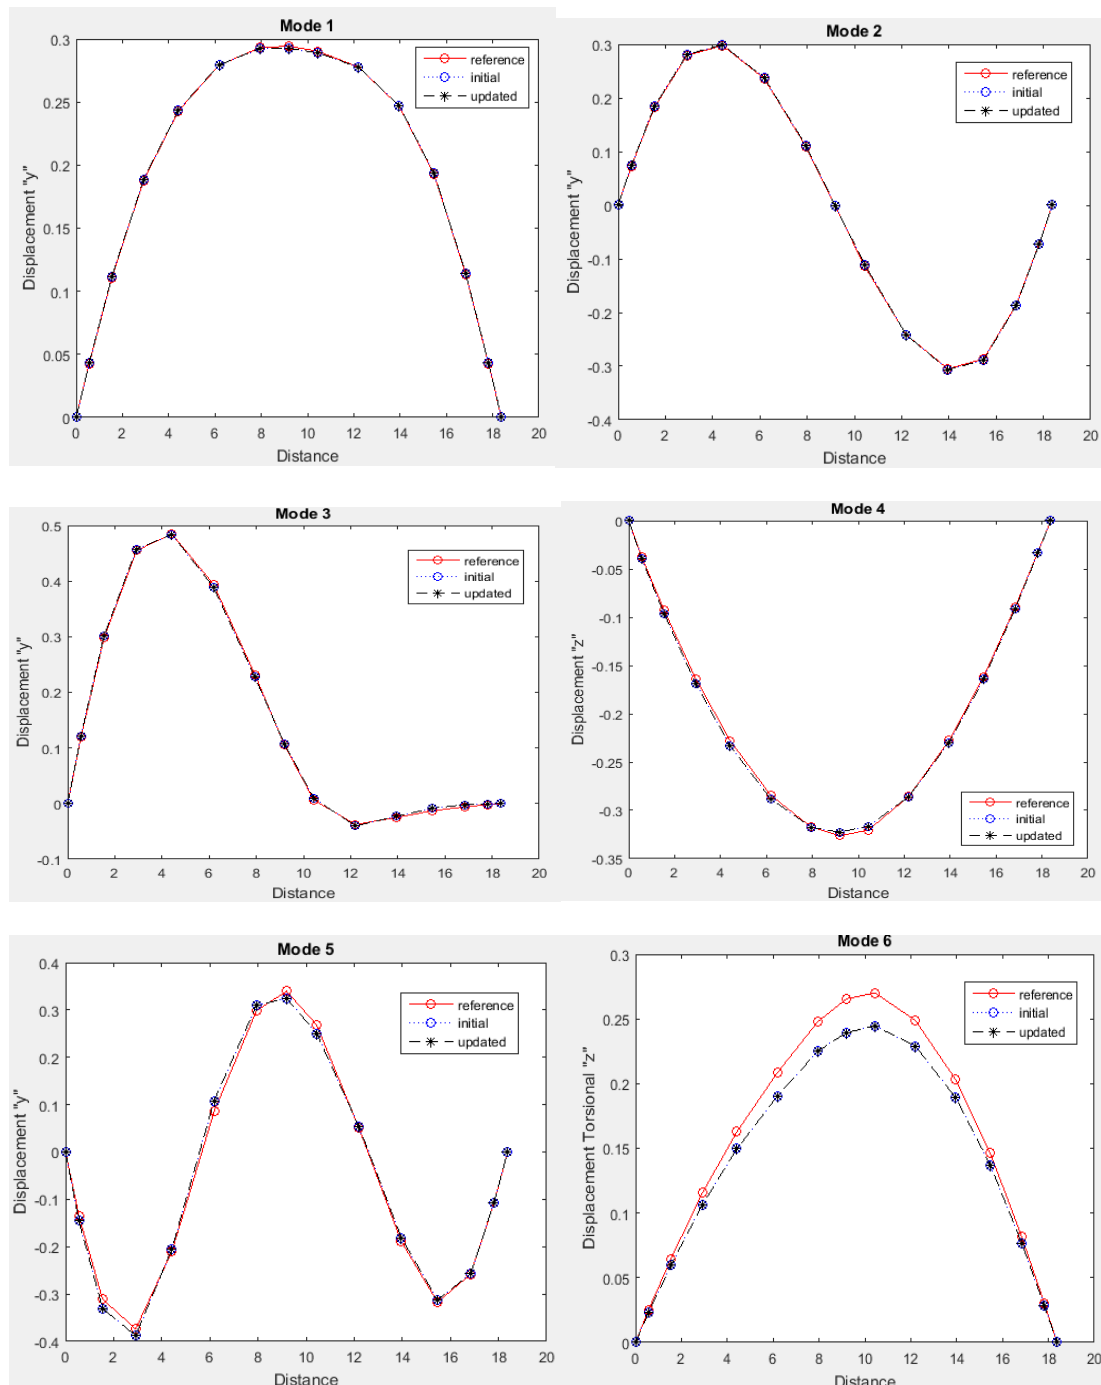 Mode 1
0.3
0.25
0.2
0.15
0.1
0.05
0
Displacement "y"
reference
initial
updated
0 2 4 6 8 10 12 14 16 18 20
Distance
Mode 2
0.3
0.2
0.1
0
-0.1
-0.2
-0.3
-0.4
Displacement "y"
reference
initial
updated
0 2 4 6 8 10 12 14 16 18 20
Distance
Mode 3
0.5
0.4
0.3
0.2
0.1
0
-0.1
Displacement "y"
reference
initial
updated
0 2 4 6 8 10 12 14 16 18 20
Distance
Mode 4
0
-0.05
-0.1
-0.15
-0.2
-0.25
-0.3
-0.35
Displacement "z"
reference
initial
updated
0 2 4 6 8 10 12 14 16 18 20
Distance
Mode 5
0.4
0.3
0.2
0.1
0
-0.1
-0.2
-0.3
-0.4
Displacement "y"
reference
initial
updated
0 2 4 6 8 10 12 14 16 18 20
Distance
Mode 6
0.3
0.25
0.2
0.15
0.1
0.05
0
Displacement Torsional "z"
reference
initial
updated
0 2 4 6 8 10 12 14 16 18 20
Distance